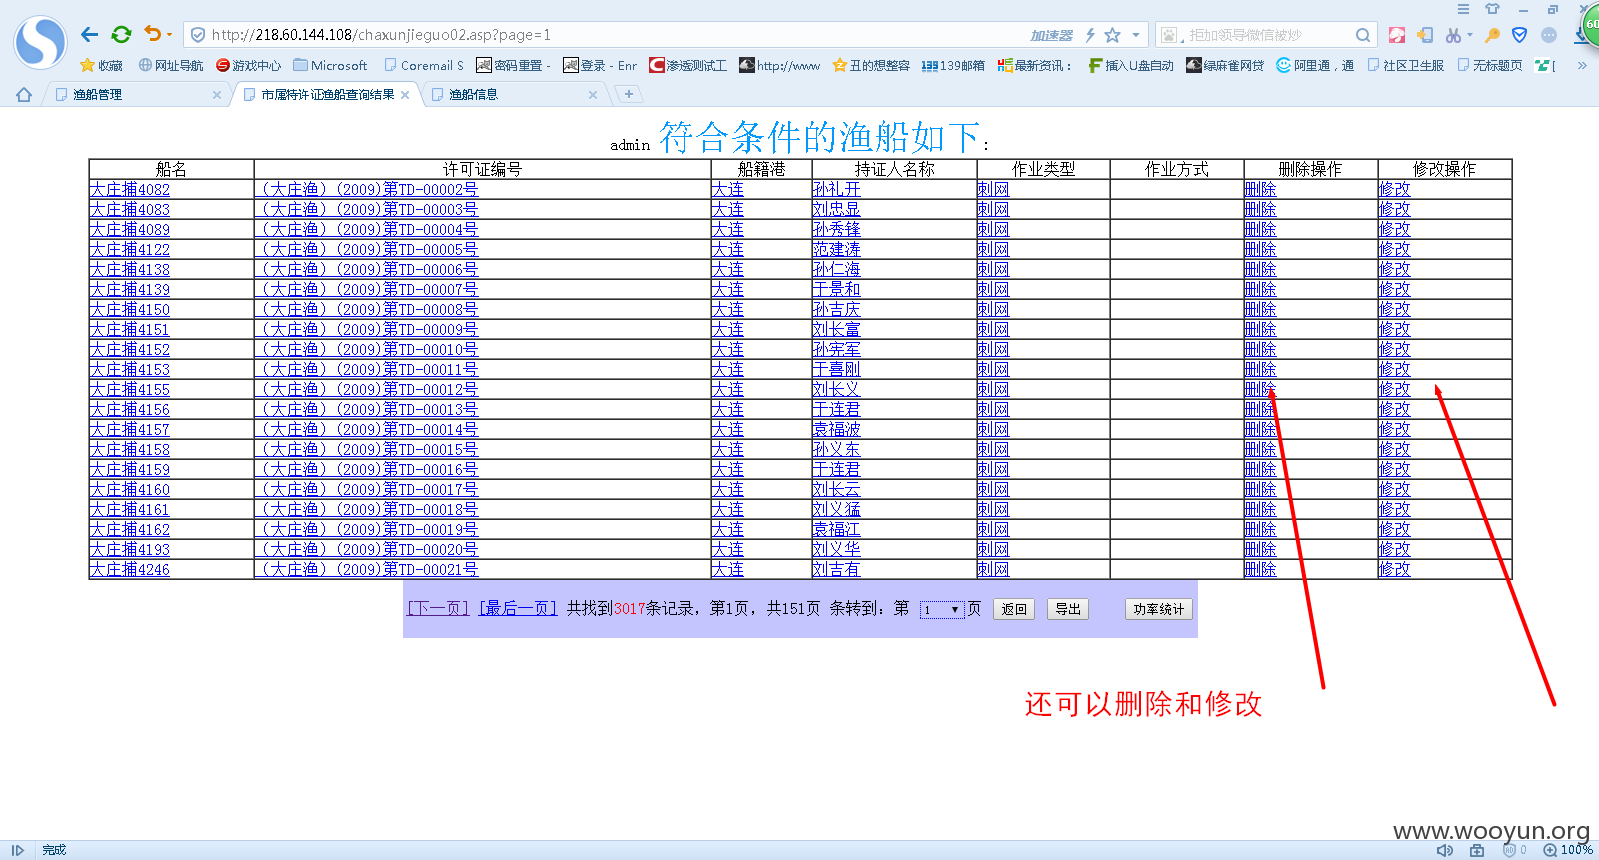 http://218.60.144.108/chaxunjieguo02.asp?page=1 加速器 拒加领导微信被炒 60
收藏 网址导航 游戏中心 Microsoft Coremail S 密码重置 - 登录 - Enr 渗透测试工 http://www 丑的想整容 139邮箱 最新资讯： 插入U盘自动 绿麻雀网贷 阿里通，通 社区卫生服 无标题页 [ »
渔船管理 × 市属特许证渔船查询结果 × 渔船信息 × +
admin 符合条件的渔船如下：
船名 许可证编号 船籍港 持证人名称 作业类型 作业方式 删除操作 修改操作
大庄捕4082 （大庄渔）(2009)第TD-00002号 大连 孙礼开 刺网 删除 修改
大庄捕4083 （大庄渔）(2009)第TD-00003号 大连 刘忠显 刺网 删除 修改
大庄捕4089 （大庄渔）(2009)第TD-00004号 大连 孙秀锋 刺网 删除 修改
大庄捕4122 （大庄渔）(2009)第TD-00005号 大连 范建涛 刺网 删除 修改
大庄捕4138 （大庄渔）(2009)第TD-00006号 大连 孙仁海 刺网 删除 修改
大庄捕4139 （大庄渔）(2009)第TD-00007号 大连 于景和 刺网 删除 修改
大庄捕4150 （大庄渔）(2009)第TD-00008号 大连 孙吉庆 刺网 删除 修改
大庄捕4151 （大庄渔）(2009)第TD-00009号 大连 刘长富 刺网 删除 修改
大庄捕4152 （大庄渔）(2009)第TD-00010号 大连 孙宪军 刺网 删除 修改
大庄捕4153 （大庄渔）(2009)第TD-00011号 大连 于喜刚 刺网 删除 修改
大庄捕4155 （大庄渔）(2009)第TD-00012号 大连 刘长义 刺网 删除 修改
大庄捕4156 （大庄渔）(2009)第TD-00013号 大连 于连君 刺网 删除 修改
大庄捕4157 （大庄渔）(2009)第TD-00014号 大连 袁福波 刺网 删除 修改
大庄捕4158 （大庄渔）(2009)第TD-00015号 大连 孙义东 刺网 删除 修改
大庄捕4159 （大庄渔）(2009)第TD-00016号 大连 于连君 刺网 删除 修改
大庄捕4160 （大庄渔）(2009)第TD-00017号 大连 刘长云 刺网 删除 修改
大庄捕4161 （大庄渔）(2009)第TD-00018号 大连 刘义猛 刺网 删除 修改
大庄捕4162 （大庄渔）(2009)第TD-00019号 大连 袁福江 刺网 删除 修改
大庄捕4193 （大庄渔）(2009)第TD-00020号 大连 刘义华 刺网 删除 修改
大庄捕4246 （大庄渔）(2009)第TD-00021号 大连 刘吉有 刺网 删除 修改
[下一页] [最后一页] 共找到3017条记录，第1页，共151页 条转到：第 1 页 返回 导出 功率统计
还可以删除和修改
www.wooyun.org
完成 0 100%